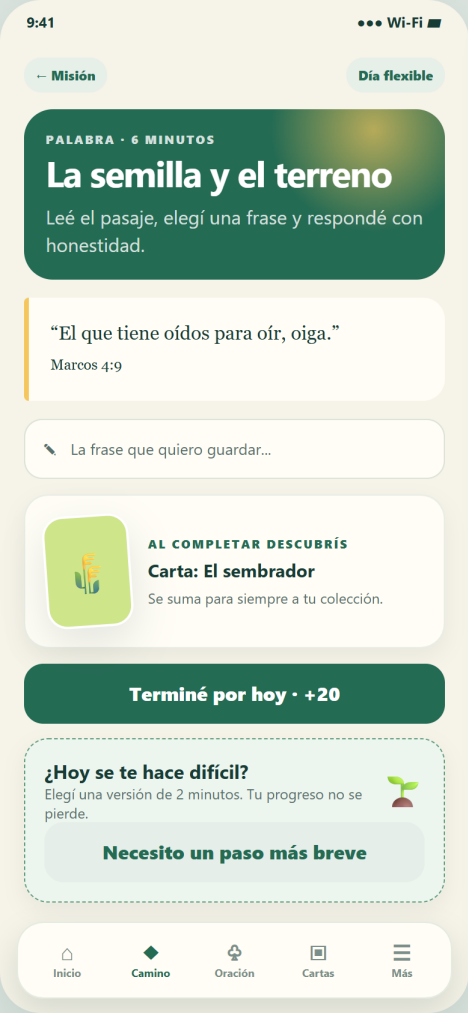 9:41
●●● Wi-Fi
← Misión
Día flexible
PALABRA · 6 MINUTOS
La semilla y el terreno
Leé el pasaje, elegí una frase y respondé con
honestidad.
“El que tiene oídos para oír, oiga.”
Marcos 4:9
La frase que quiero guardar...
AL COMPLETAR DESCUBRÍS
Carta: El sembrador
Se suma para siempre a tu colección.
Terminé por hoy · +20
¿Hoy se te hace difícil?
Elegí una versión de 2 minutos. Tu progreso no se
pierde.
Necesito un paso más breve
Inicio
Camino
Oración
Cartas
Más